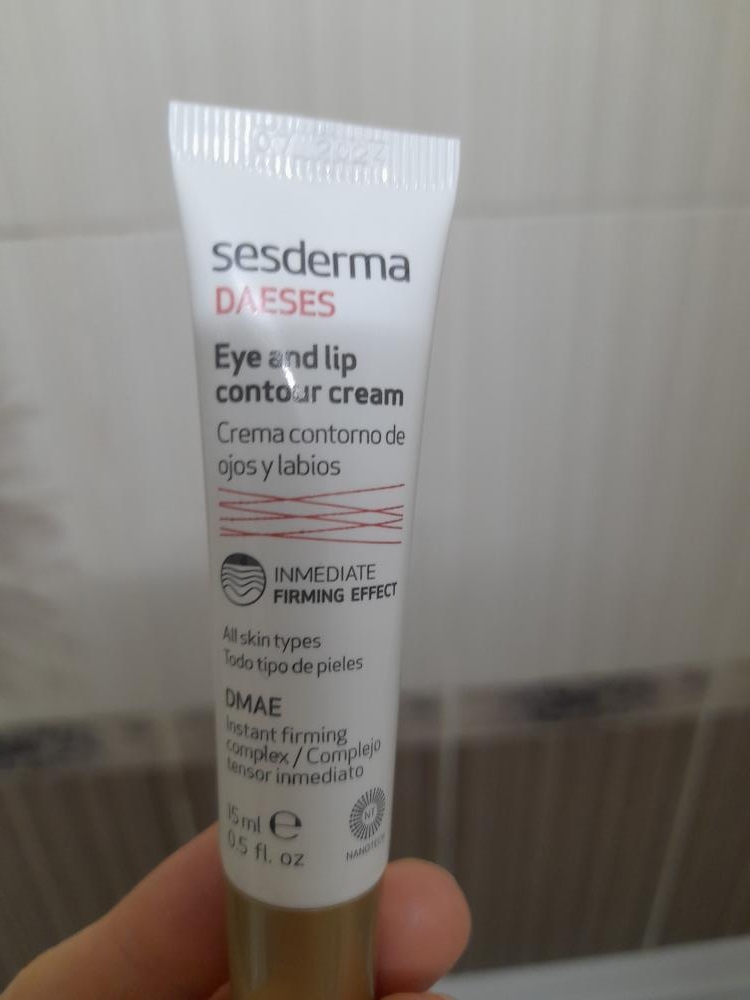 sesderma
DAESES
Eye and lip
contour cream
Crema contorno de
ojos y labios
INMEDIATE
FIRMING EFFECT
All skin types
Todo tipo de pieles
DMAE
Instant firming
complex / Complejo
tensor inmediato
15 ml e
0.5 fl. oz
NT